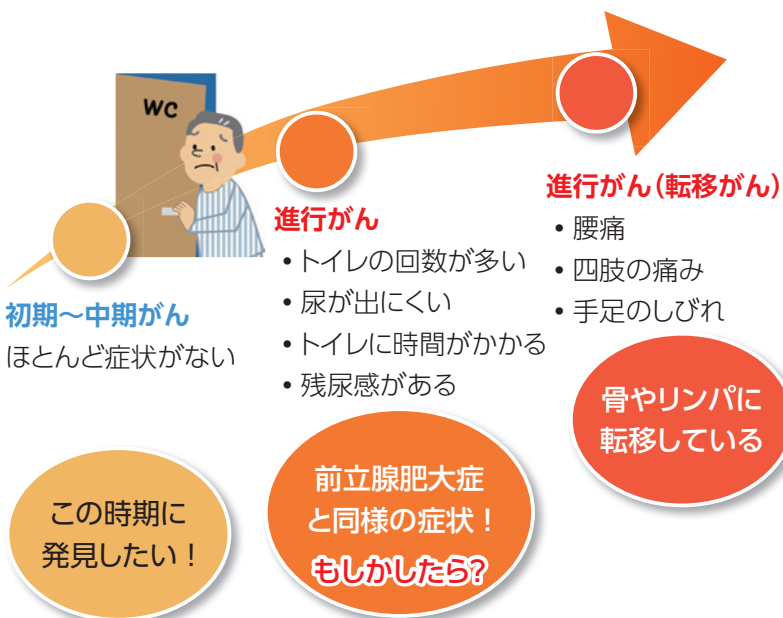 WC
初期～中期がん
ほとんど症状がない
この時期に
発見したい！
進行がん
• トイレの回数が多い
• 尿が出にくい
• トイレに時間がかかる
• 残尿感がある
前立腺肥大症
と同様の症状！
もしかしたら?
進行がん(転移がん)
• 腰痛
• 四肢の痛み
• 手足のしびれ
骨やリンパに
転移している